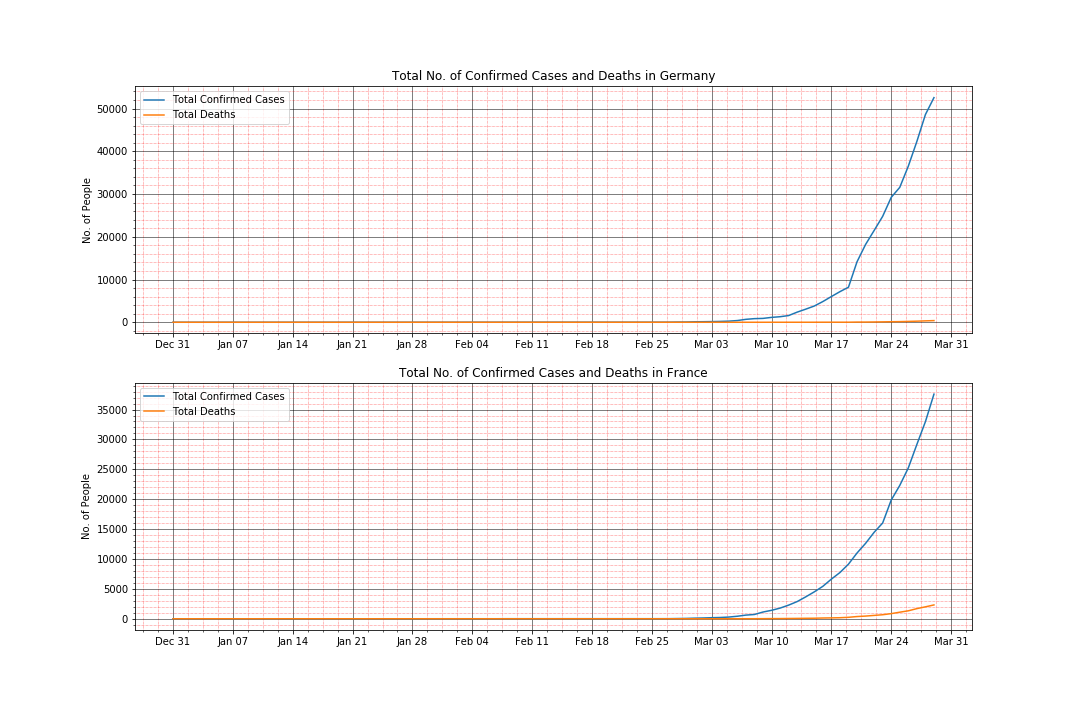 Total No. of Confirmed Cases and Deaths in Germany
Total Confirmed Cases
Total Deaths
No. of People
50000
40000
30000
20000
10000
0
Dec 31 Jan 07 Jan 14 Jan 21 Jan 28 Feb 04 Feb 11 Feb 18 Feb 25 Mar 03 Mar 10 Mar 17 Mar 24 Mar 31
Total No. of Confirmed Cases and Deaths in France
Total Confirmed Cases
Total Deaths
No. of People
35000
30000
25000
20000
15000
10000
5000
0
Dec 31 Jan 07 Jan 14 Jan 21 Jan 28 Feb 04 Feb 11 Feb 18 Feb 25 Mar 03 Mar 10 Mar 17 Mar 24 Mar 31